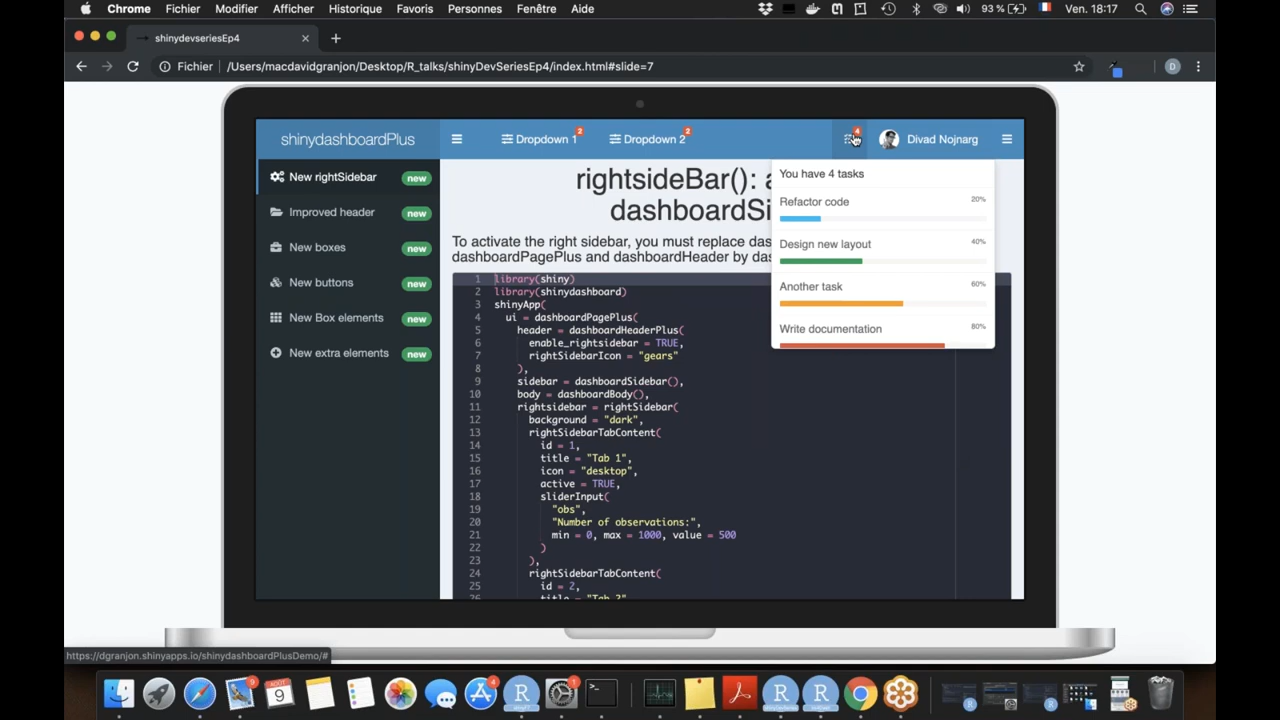 Chrome Fichier Modifier Afficher Historique Favoris Personnes Fenêtre Aide 93 % Ven. 18:17
shinydevseriesEp4
Fichier /Users/macdavidgranjon/Desktop/R_talks/shinyDevSeriesEp4/index.html#slide=7 D
shinydashboardPlus Dropdown 1 2 Dropdown 2 2 4 Divad Nojnarg
New rightSidebar new
Improved header new
New boxes new
New buttons new
New Box elements new
New extra elements new
rightsideBar(): a
dashboardSi
To activate the right sidebar, you must replace das
dashboardPagePlus and dashboardHeader by das
You have 4 tasks
Refactor code 20%
Design new layout 40%
Another task 60%
Write documentation 80%
1 library(shiny)
2 library(shinydashboard)
3 shinyApp(
4 ui = dashboardPagePlus(
5 header = dashboardHeaderPlus(
6 enable_rightsidebar = TRUE,
7 rightSidebarIcon = "gears"
8 ),
9 sidebar = dashboardSidebar(),
10 body = dashboardBody(),
11 rightsidebar = rightSidebar(
12 background = "dark",
13 rightSidebarTabContent(
14 id = 1,
15 title = "Tab 1",
16 icon = "desktop",
17 active = TRUE,
18 sliderInput(
19 "obs",
20 "Number of observations:",
21 min = 0, max = 1000, value = 500
22 )
23 ),
24 rightSidebarTabContent(
25 id = 2,
26 title = "Tab 2"
https://dgranjon.shinyapps.io/shinydashboardPlusDemo/#